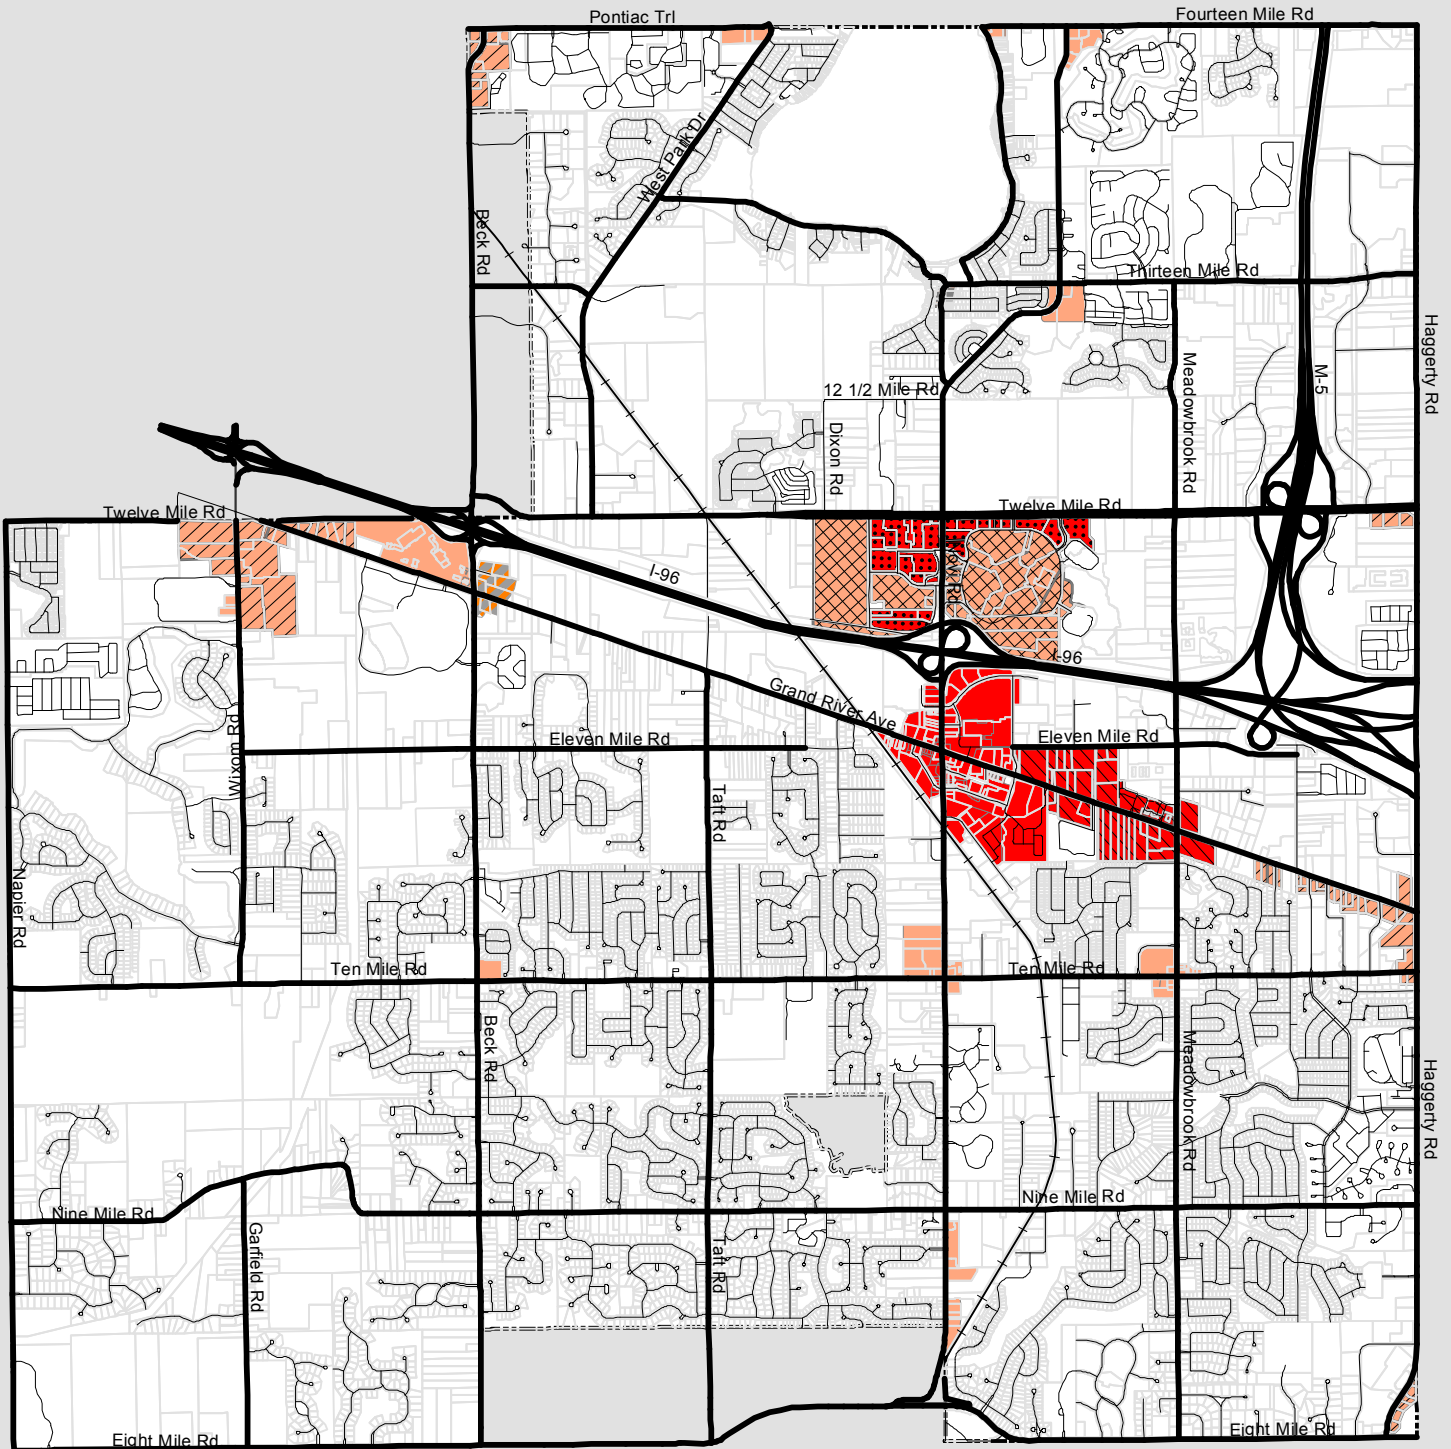 Pontiac Trl
Fourteen Mile Rd
West Park Dr
Beck Rd
Thirteen Mile Rd
Haggerty Rd
M-5
Meadowbrook Rd
12 1/2 Mile Rd
Dixon Rd
Twelve Mile Rd
Twelve Mile Rd
Novi Rd
I-96
I-96
Grand River Ave
Wixom Rd
Eleven Mile Rd
Eleven Mile Rd
Taft Rd
Napier Rd
Ten Mile Rd
Ten Mile Rd
Beck Rd
Meadowbrook Rd
Haggerty Rd
Nine Mile Rd
Nine Mile Rd
Garfield Rd
Taft Rd
Eight Mile Rd
Eight Mile Rd